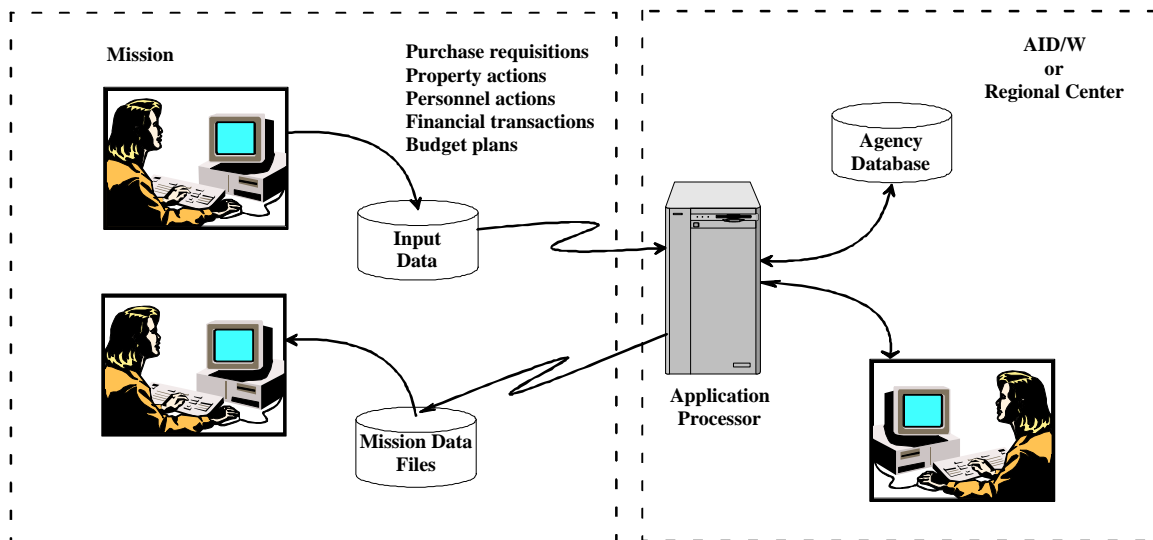 Mission
Purchase requisitions
Property actions
Personnel actions
Financial transactions
Budget plans
Input
Data
Mission Data
Files
AID/W
or
Regional Center
Agency
Database
Application
Processor